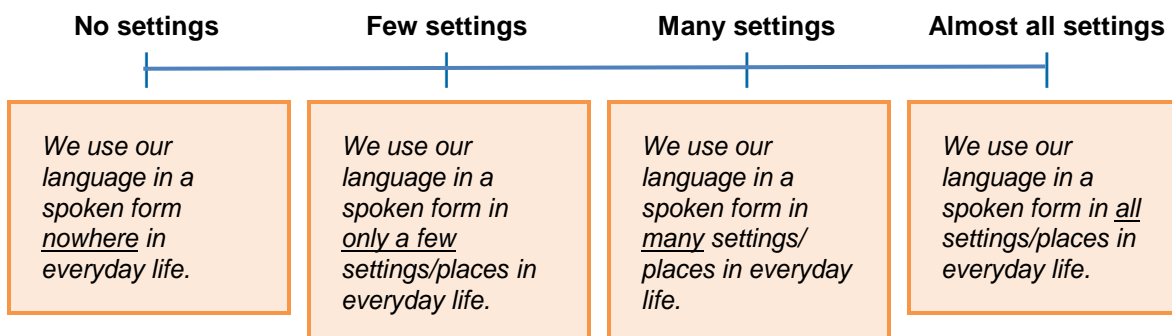 No settings
Few settings
Many settings
Almost all settings
We use our
language in a
spoken form
nowhere in
everyday life.
We use our
language in a
spoken form in
only a few
settings/places in
everyday life.
We use our
language in a
spoken form in
many settings/
places in everyday
life.
We use our
language in a
spoken form in all
settings/places in
everyday life.